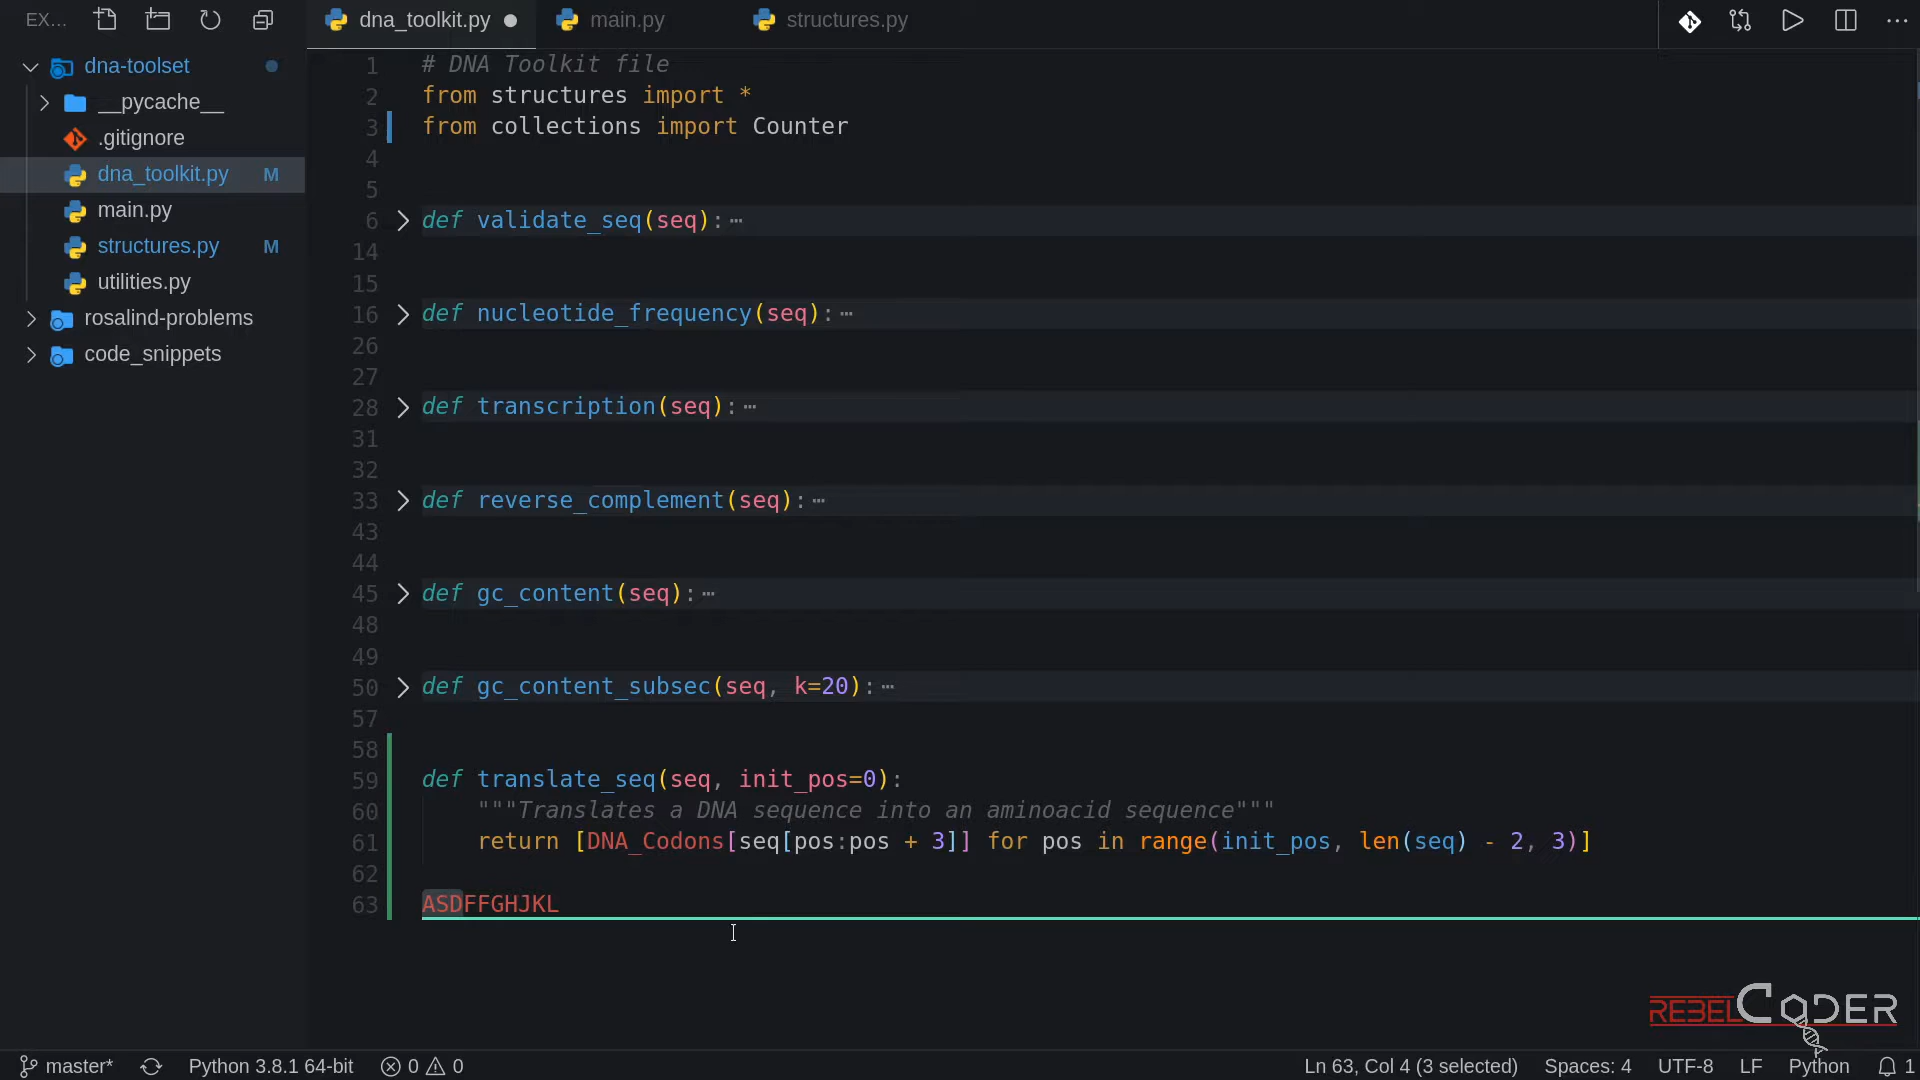 EX...
dna_toolkit.py
main.py
structures.py
dna-toolset
__pycache__
.gitignore
dna_toolkit.py M
main.py
structures.py M
utilities.py
rosalind-problems
code_snippets
1 # DNA Toolkit file
2 from structures import *
3 from collections import Counter
4
5
6 def validate_seq(seq):⋯
14
15
16 def nucleotide_frequency(seq):⋯
26
27
28 def transcription(seq):⋯
31
32
33 def reverse_complement(seq):⋯
43
44
45 def gc_content(seq):⋯
48
49
50 def gc_content_subsec(seq, k=20):⋯
57
58
59 def translate_seq(seq, init_pos=0):
60 """Translates a DNA sequence into an aminoacid sequence"""
61 return [DNA_Codons[seq[pos:pos + 3]] for pos in range(init_pos, len(seq) - 2, 3)]
62
63 ASDFFGHJKL
REBELCODER
master* Python 3.8.1 64-bit 0 0 Ln 63, Col 4 (3 selected) Spaces: 4 UTF-8 LF Python 1